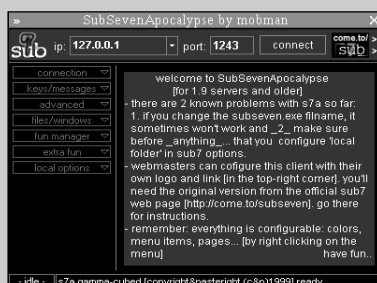 SubSevenApocalypse by mobman
sub ip: 127.0.0.1 port: 1243 connect come.to/ sub
connection
keys/messages
advanced
files/windows
fun manager
extra fun
local options
welcome to SubSevenApocalypse
[for 1.9 servers and older]
- there are 2 known problems with s7a so far:
1. if you change the subseven.exe filname, it
sometimes won't work and _2_ make sure
before _anything_... that you configure 'local
folder' in sub7 options.
- webmasters can cofigure this client with their
own logo and link [in the top-right corner]. you'll
need the original version from the official sub7
web page [http://come.to/subseven]. go there
for instructions.
- remember: everything is configurable: colors,
menu items, pages... [by right clicking on the
menu] have fun..
- idle - s7a gamma-cubed [copyright&pasteright (c&p)1999] ready